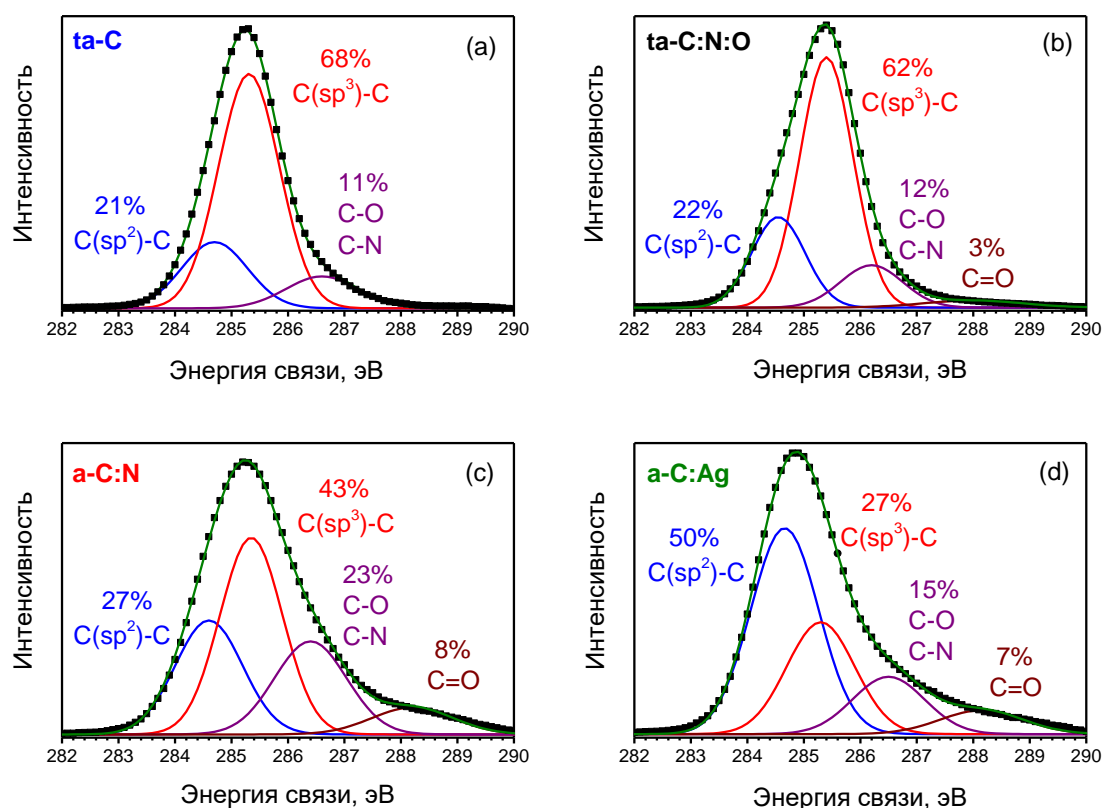 ta-C
(a)
68%
C(sp³)-C
21%
C(sp²)-C
11%
C-O
C-N
Интенсивность
282 283 284 285 286 287 288 289 290
Энергия связи, эВ
ta-C:N:O
(b)
62%
C(sp³)-C
22%
C(sp²)-C
12%
C-O
C-N
3%
C=O
Интенсивность
282 283 284 285 286 287 288 289 290
Энергия связи, эВ
a-C:N
(c)
43%
C(sp³)-C
27%
C(sp²)-C
23%
C-O
C-N
8%
C=O
Интенсивность
282 283 284 285 286 287 288 289 290
Энергия связи, эВ
a-C:Ag
(d)
27%
C(sp³)-C
50%
C(sp²)-C
15%
C-O
C-N
7%
C=O
Интенсивность
282 283 284 285 286 287 288 289 290
Энергия связи, эВ